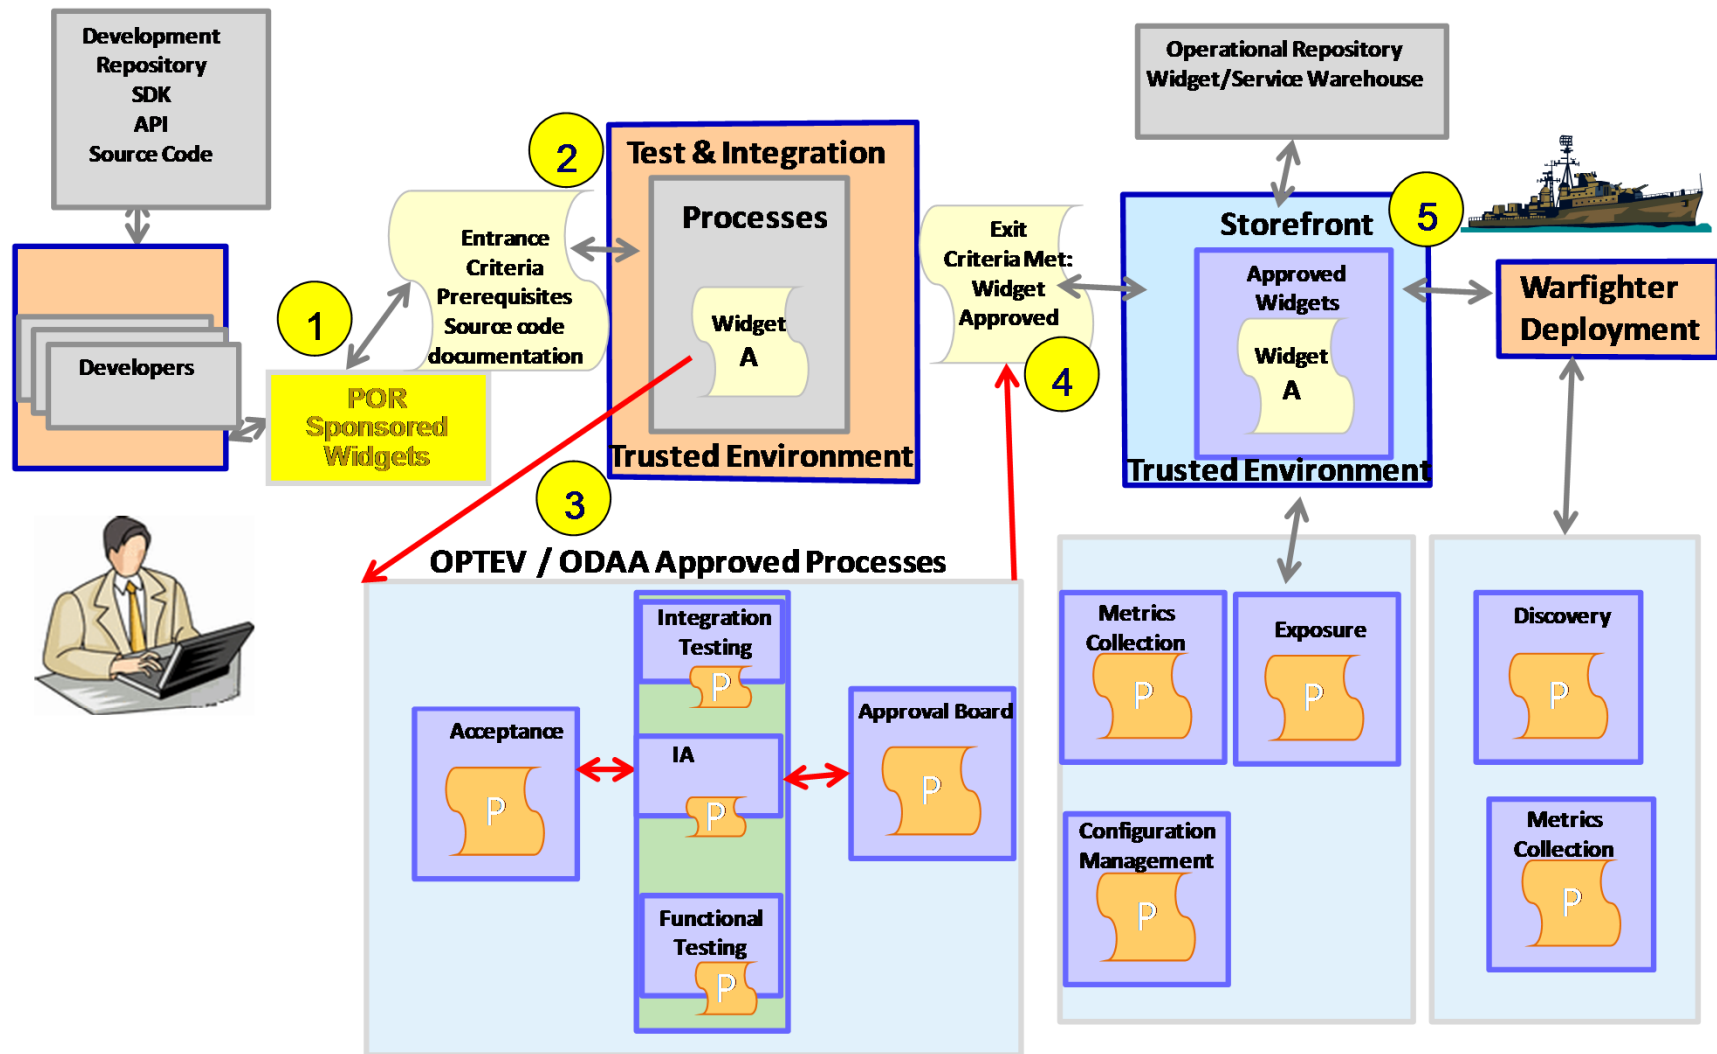 Development
Repository
SDK
API
Source Code
Developers
1
POR
Sponsored
Widgets
Entrance
Criteria
Prerequisites
Source code
documentation
2
Test & Integration
Processes
Widget
A
Trusted Environment
3
OPTEV / ODAA Approved Processes
Acceptance
P
Integration
Testing
P
IA
P
Functional
Testing
P
Approval Board
P
Exit
Criteria Met:
Widget
Approved
4
Operational Repository
Widget/Service Warehouse
Storefront
5
Approved
Widgets
Widget
A
Trusted Environment
Warfighter
Deployment
Metrics
Collection
P
Exposure
P
Configuration
Management
P
Discovery
P
Metrics
Collection
P